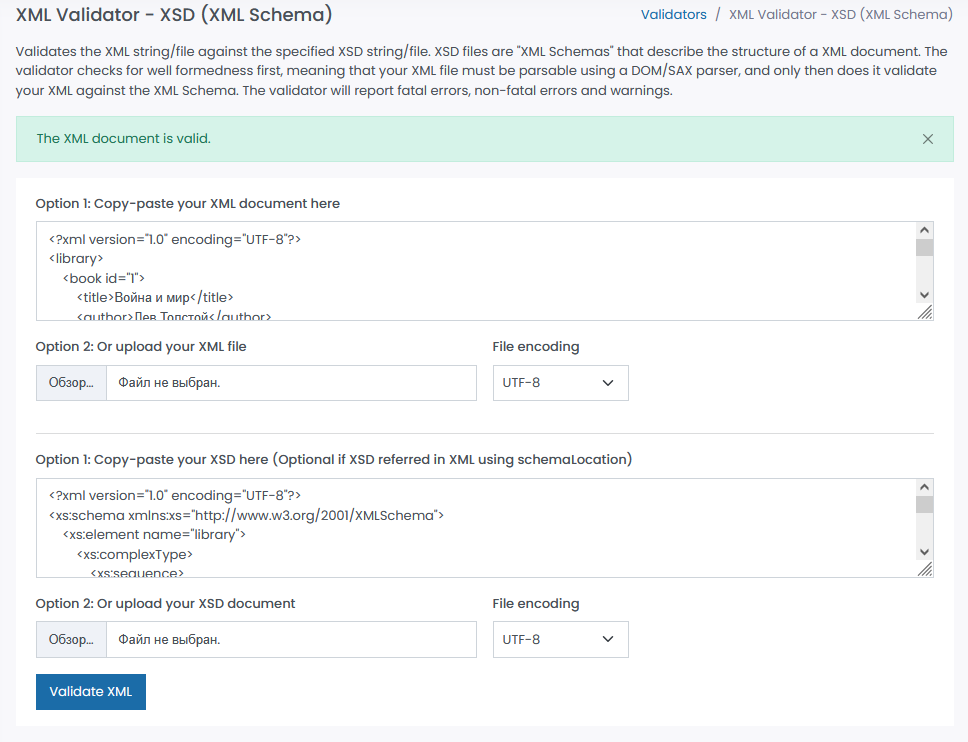 XML Validator - XSD (XML Schema)
Validators / XML Validator - XSD (XML Schema)
Validates the XML string/file against the specified XSD string/file. XSD files are "XML Schemas" that describe the structure of a XML document. The
validator checks for well formedness first, meaning that your XML file must be parsable using a DOM/SAX parser, and only then does it validate
your XML against the XML Schema. The validator will report fatal errors, non-fatal errors and warnings.
The XML document is valid.
Option 1: Copy-paste your XML document here
<?xml version="1.0" encoding="UTF-8"?>
<library>
<book id="1">
<title>Война и мир</title>
<author>Лев Толстой</author>
Option 2: Or upload your XML file
File encoding
Обзор... Файл не выбран.
UTF-8
Option 1: Copy-paste your XSD here (Optional if XSD referred in XML using schemaLocation)
<?xml version="1.0" encoding="UTF-8"?>
<xs:schema xmlns:xs="http://www.w3.org/2001/XMLSchema">
<xs:element name="library">
<xs:complexType>
<xs:sequence>
Option 2: Or upload your XSD document
File encoding
Обзор... Файл не выбран.
UTF-8
Validate XML